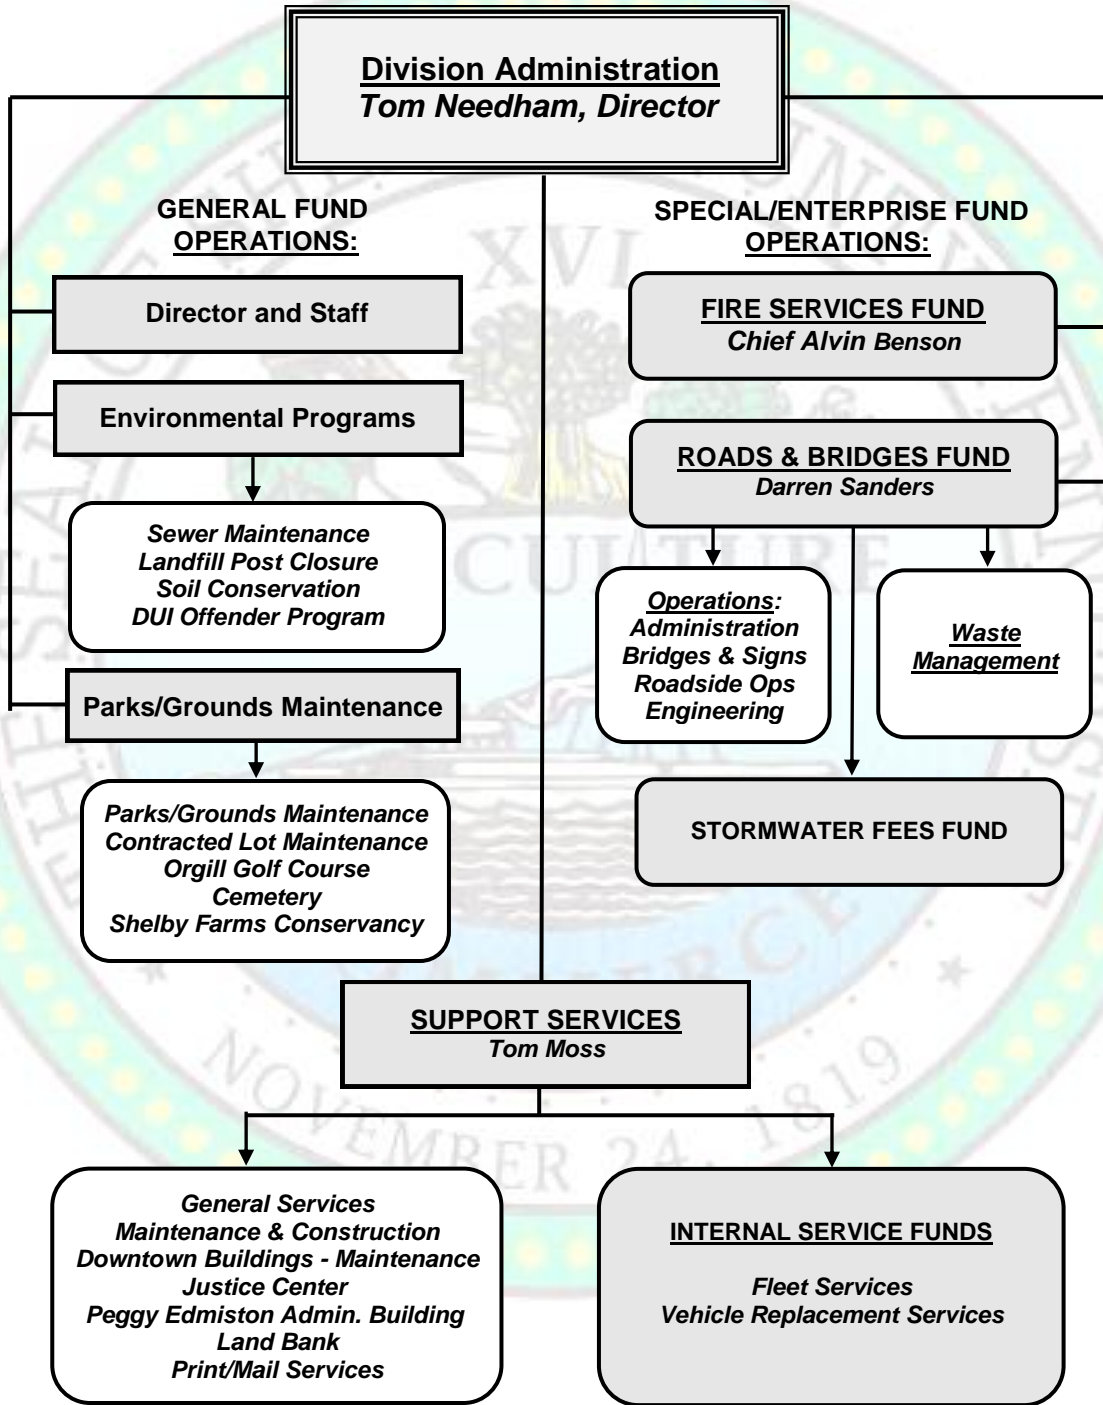 Division Administration
Tom Needham, Director
GENERAL FUND
OPERATIONS:
Director and Staff
Environmental Programs
Sewer Maintenance
Landfill Post Closure
Soil Conservation
DUI Offender Program
Parks/Grounds Maintenance
Parks/Grounds Maintenance
Contracted Lot Maintenance
Orgill Golf Course
Cemetery
Shelby Farms Conservancy
SPECIAL/ENTERPRISE FUND
OPERATIONS:
FIRE SERVICES FUND
Chief Alvin Benson
ROADS & BRIDGES FUND
Darren Sanders
Operations:
Administration
Bridges & Signs
Roadside Ops
Engineering
Waste
Management
STORMWATER FEES FUND
SUPPORT SERVICES
Tom Moss
General Services
Maintenance & Construction
Downtown Buildings - Maintenance
Justice Center
Peggy Edmiston Admin. Building
Land Bank
Print/Mail Services
INTERNAL SERVICE FUNDS
Fleet Services
Vehicle Replacement Services
XVI
NOVEMBER 24, 1819